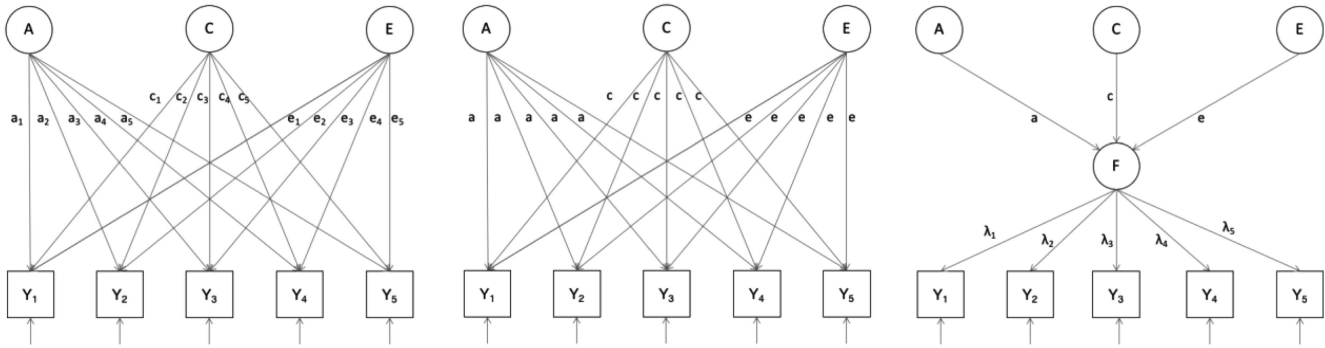 A C E A C E A C E
c₁ c₂ c₃ c₄ c₅ c c c c c c
a₁ a₂ a₃ a₄ a₅ e₁ e₂ e₃ e₄ e₅ a a a a a e e e e e a e
F
λ₁ λ₂ λ₃ λ₄ λ₅
Y₁ Y₂ Y₃ Y₄ Y₅ Y₁ Y₂ Y₃ Y₄ Y₅ Y₁ Y₂ Y₃ Y₄ Y₅